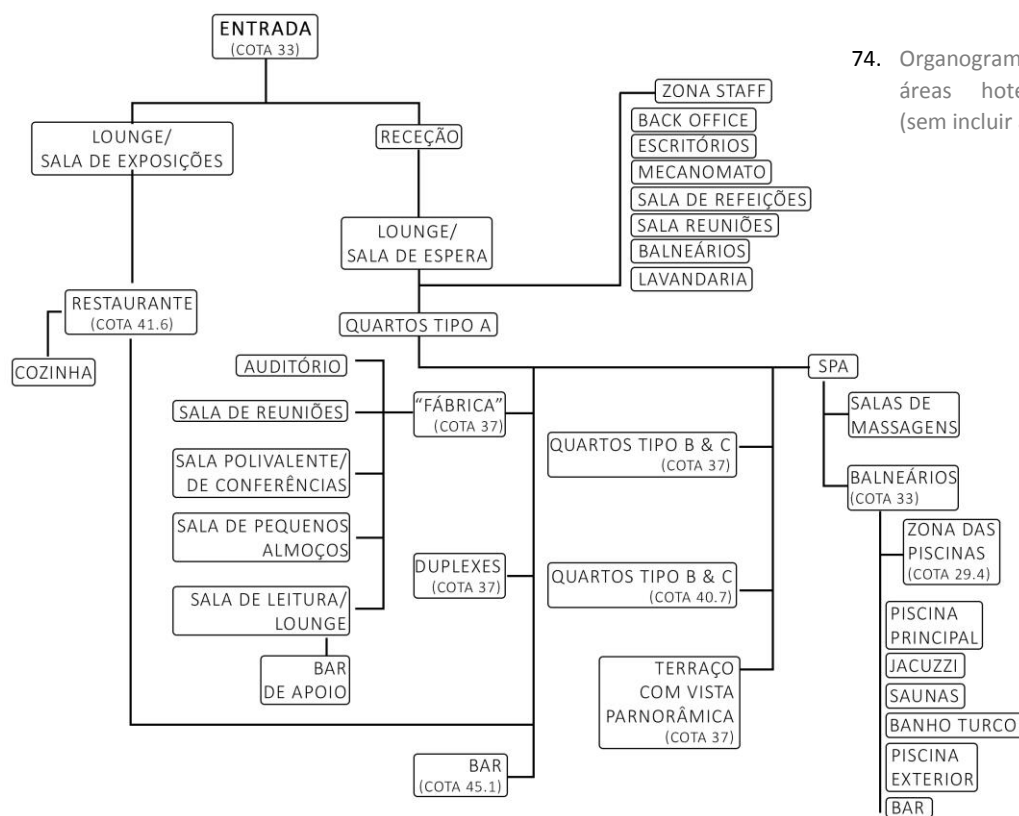 ENTRADA
(COTA 33)
74. Organogram
áreas hote
(sem incluir
LOUNGE/
SALA DE EXPOSIÇÕES
RECEÇÃO
ZONA STAFF
BACK OFFICE
ESCRITÓRIOS
MECANOMATO
SALA DE REFEIÇÕES
SALA REUNIÕES
BALNEÁRIOS
LAVANDARIA
LOUNGE/
SALA DE ESPERA
RESTAURANTE
(COTA 41.6)
COZINHA
QUARTOS TIPO A
AUDITÓRIO
SALA DE REUNIÕES
SALA POLIVALENTE/
DE CONFERÊNCIAS
SALA DE PEQUENOS
ALMOÇOS
SALA DE LEITURA/
LOUNGE
BAR
DE APOIO
“FÁBRICA”
(COTA 37)
DUPLEXES
(COTA 37)
BAR
(COTA 45.1)
QUARTOS TIPO B & C
(COTA 37)
QUARTOS TIPO B & C
(COTA 40.7)
TERRAÇO
COM VISTA
PARNORÂMICA
(COTA 37)
SPA
SALAS DE
MASSAGENS
BALNEÁRIOS
(COTA 33)
ZONA DAS
PISCINAS
(COTA 29.4)
PISCINA
PRINCIPAL
JACUZZI
SAUNAS
BANHO TURCO
PISCINA
EXTERIOR
BAR